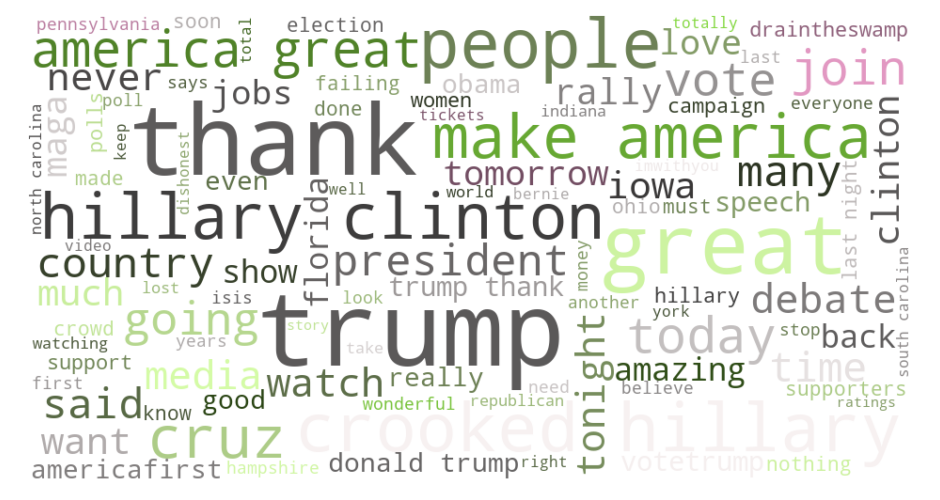 pennsylvania soon total election totally draintheswamp
america great people love last
never says jobs failing obama rally vote join
maga polls poll keep done women tickets indiana campaign everyone
north carolina thank make america clinton
made dishonest even well tomorrow imwithyou many
world bernie iowa ohio must speech last night
hillary clinton florida great
video country show president money south carolina
much lost isis look trump thank another hillary york debate
crowd going story trump tonight today stop back
watching years take
support media watch really amazing time
first need believe supporters
said know good wonderful republican ratings
want cruz crooked hillary
americafirst hampshire donald trump right votetrump nothing